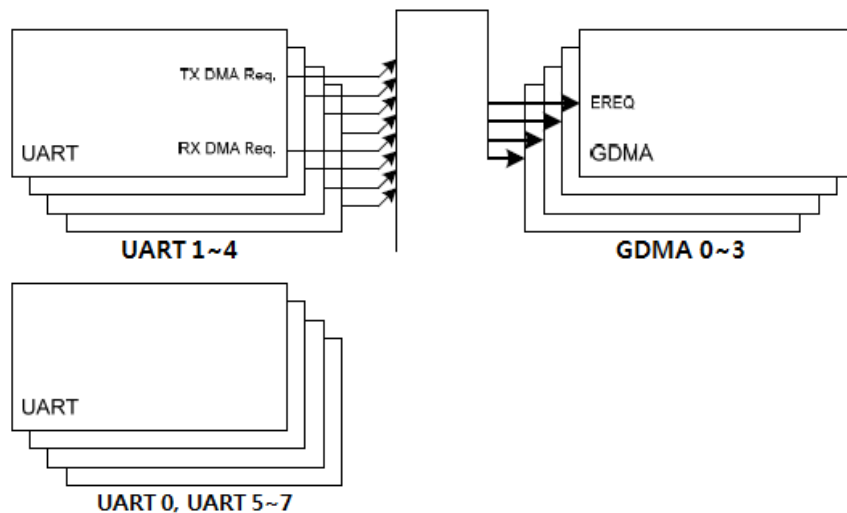 TX DMA Req.
RX DMA Req.
UART
EREQ
GDMA
UART 1~4
GDMA 0~3
UART
UART 0, UART 5~7